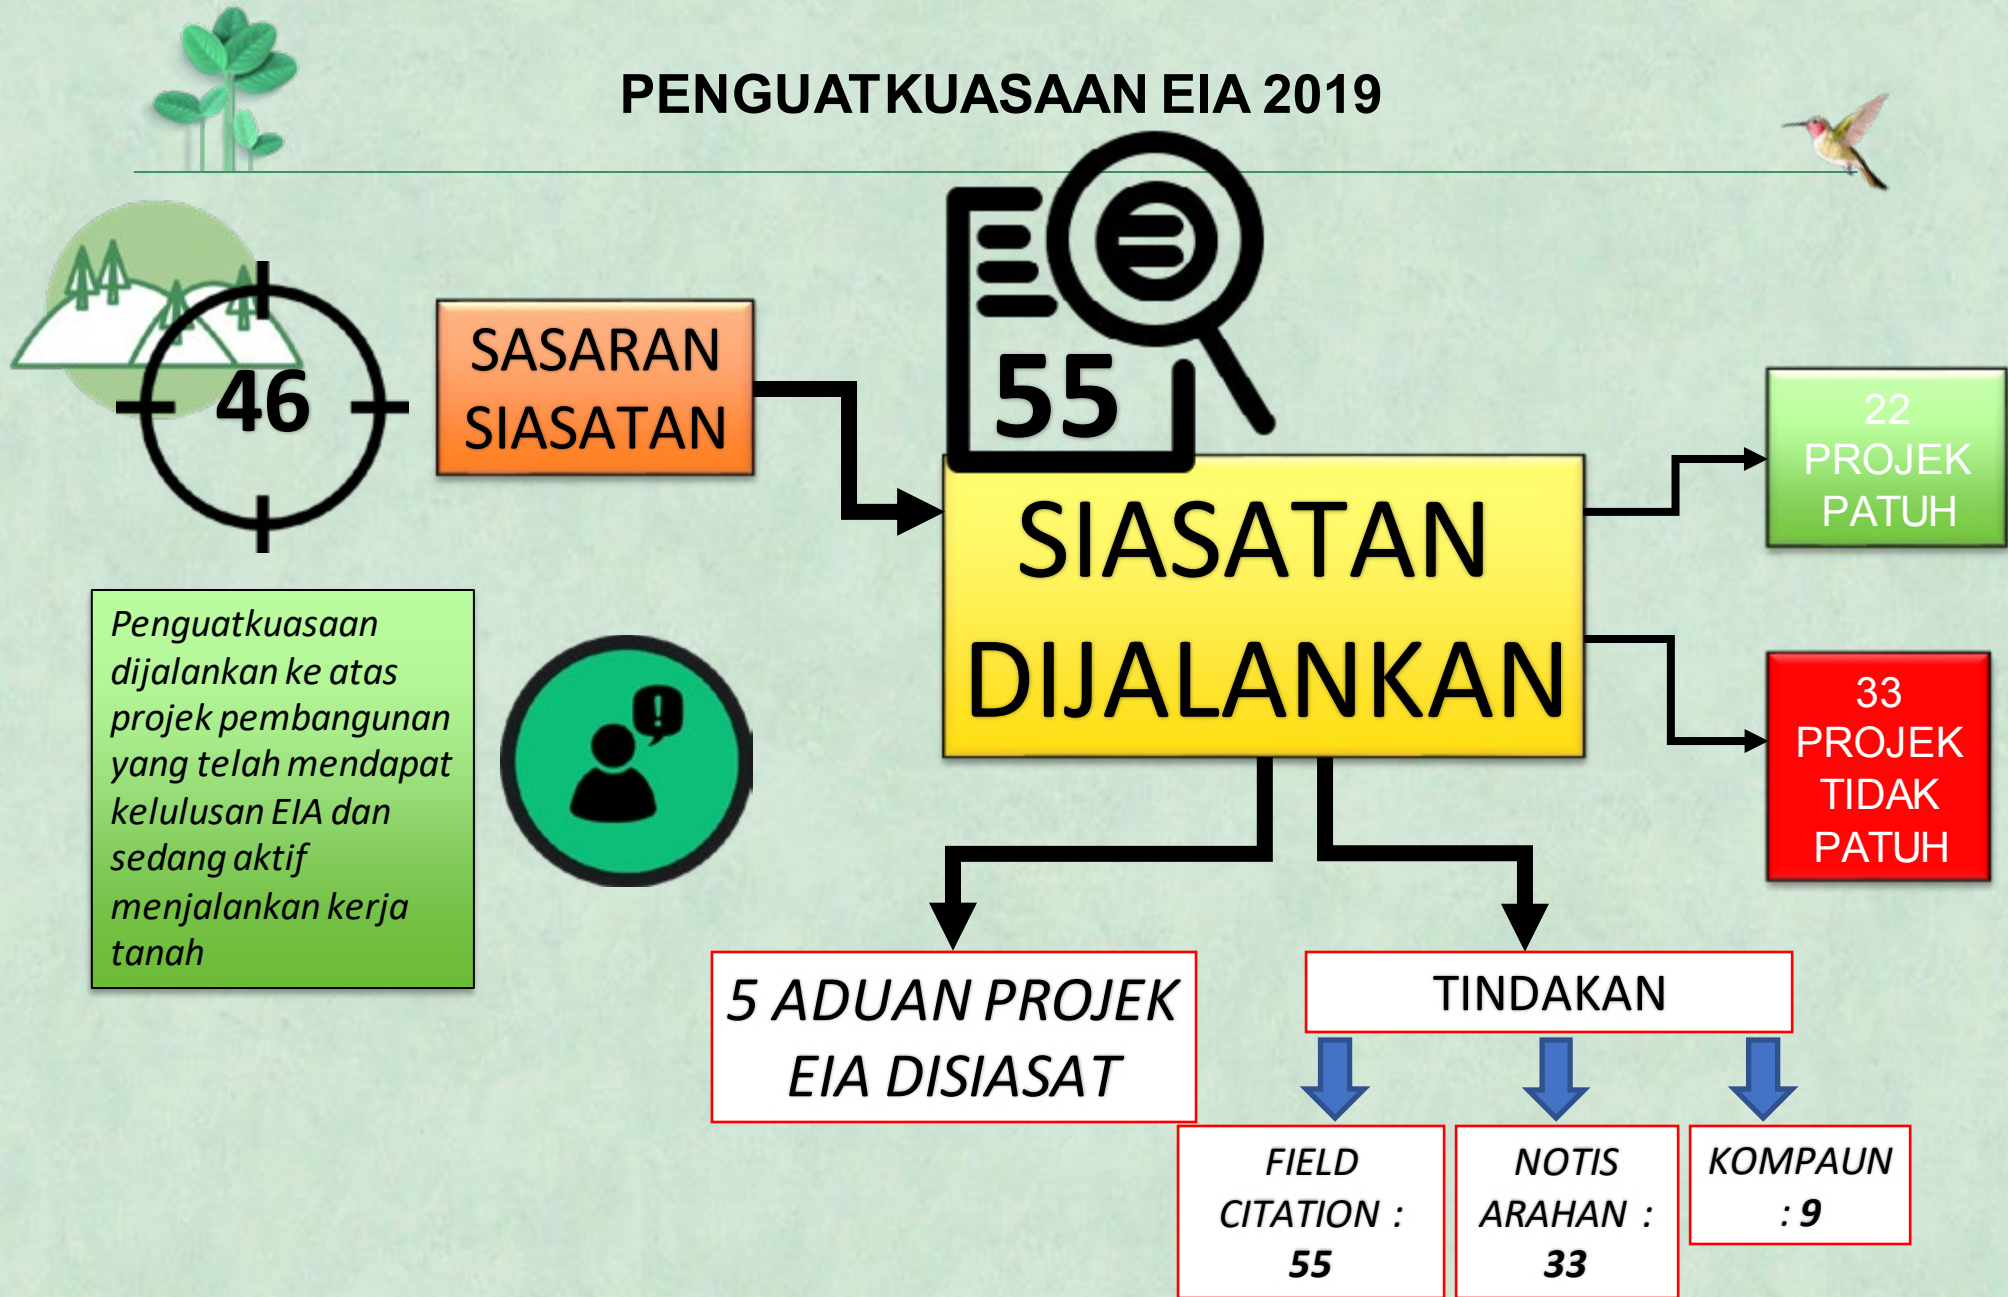 PENGUATKUASAAN EIA 2019
46
SASARAN
SIASATAN
55
SIASATAN
DIJALANKAN
22
PROJEK
PATUH
33
PROJEK
TIDAK
PATUH
Penguatkuasaan
dijalankan ke atas
projek pembangunan
yang telah mendapat
kelulusan EIA dan
sedang aktif
menjalankan kerja
tanah
5 ADUAN PROJEK
EIA DISIASAT
TINDAKAN
FIELD
CITATION :
55
NOTIS
ARAHAN :
33
KOMPAUN
: 9